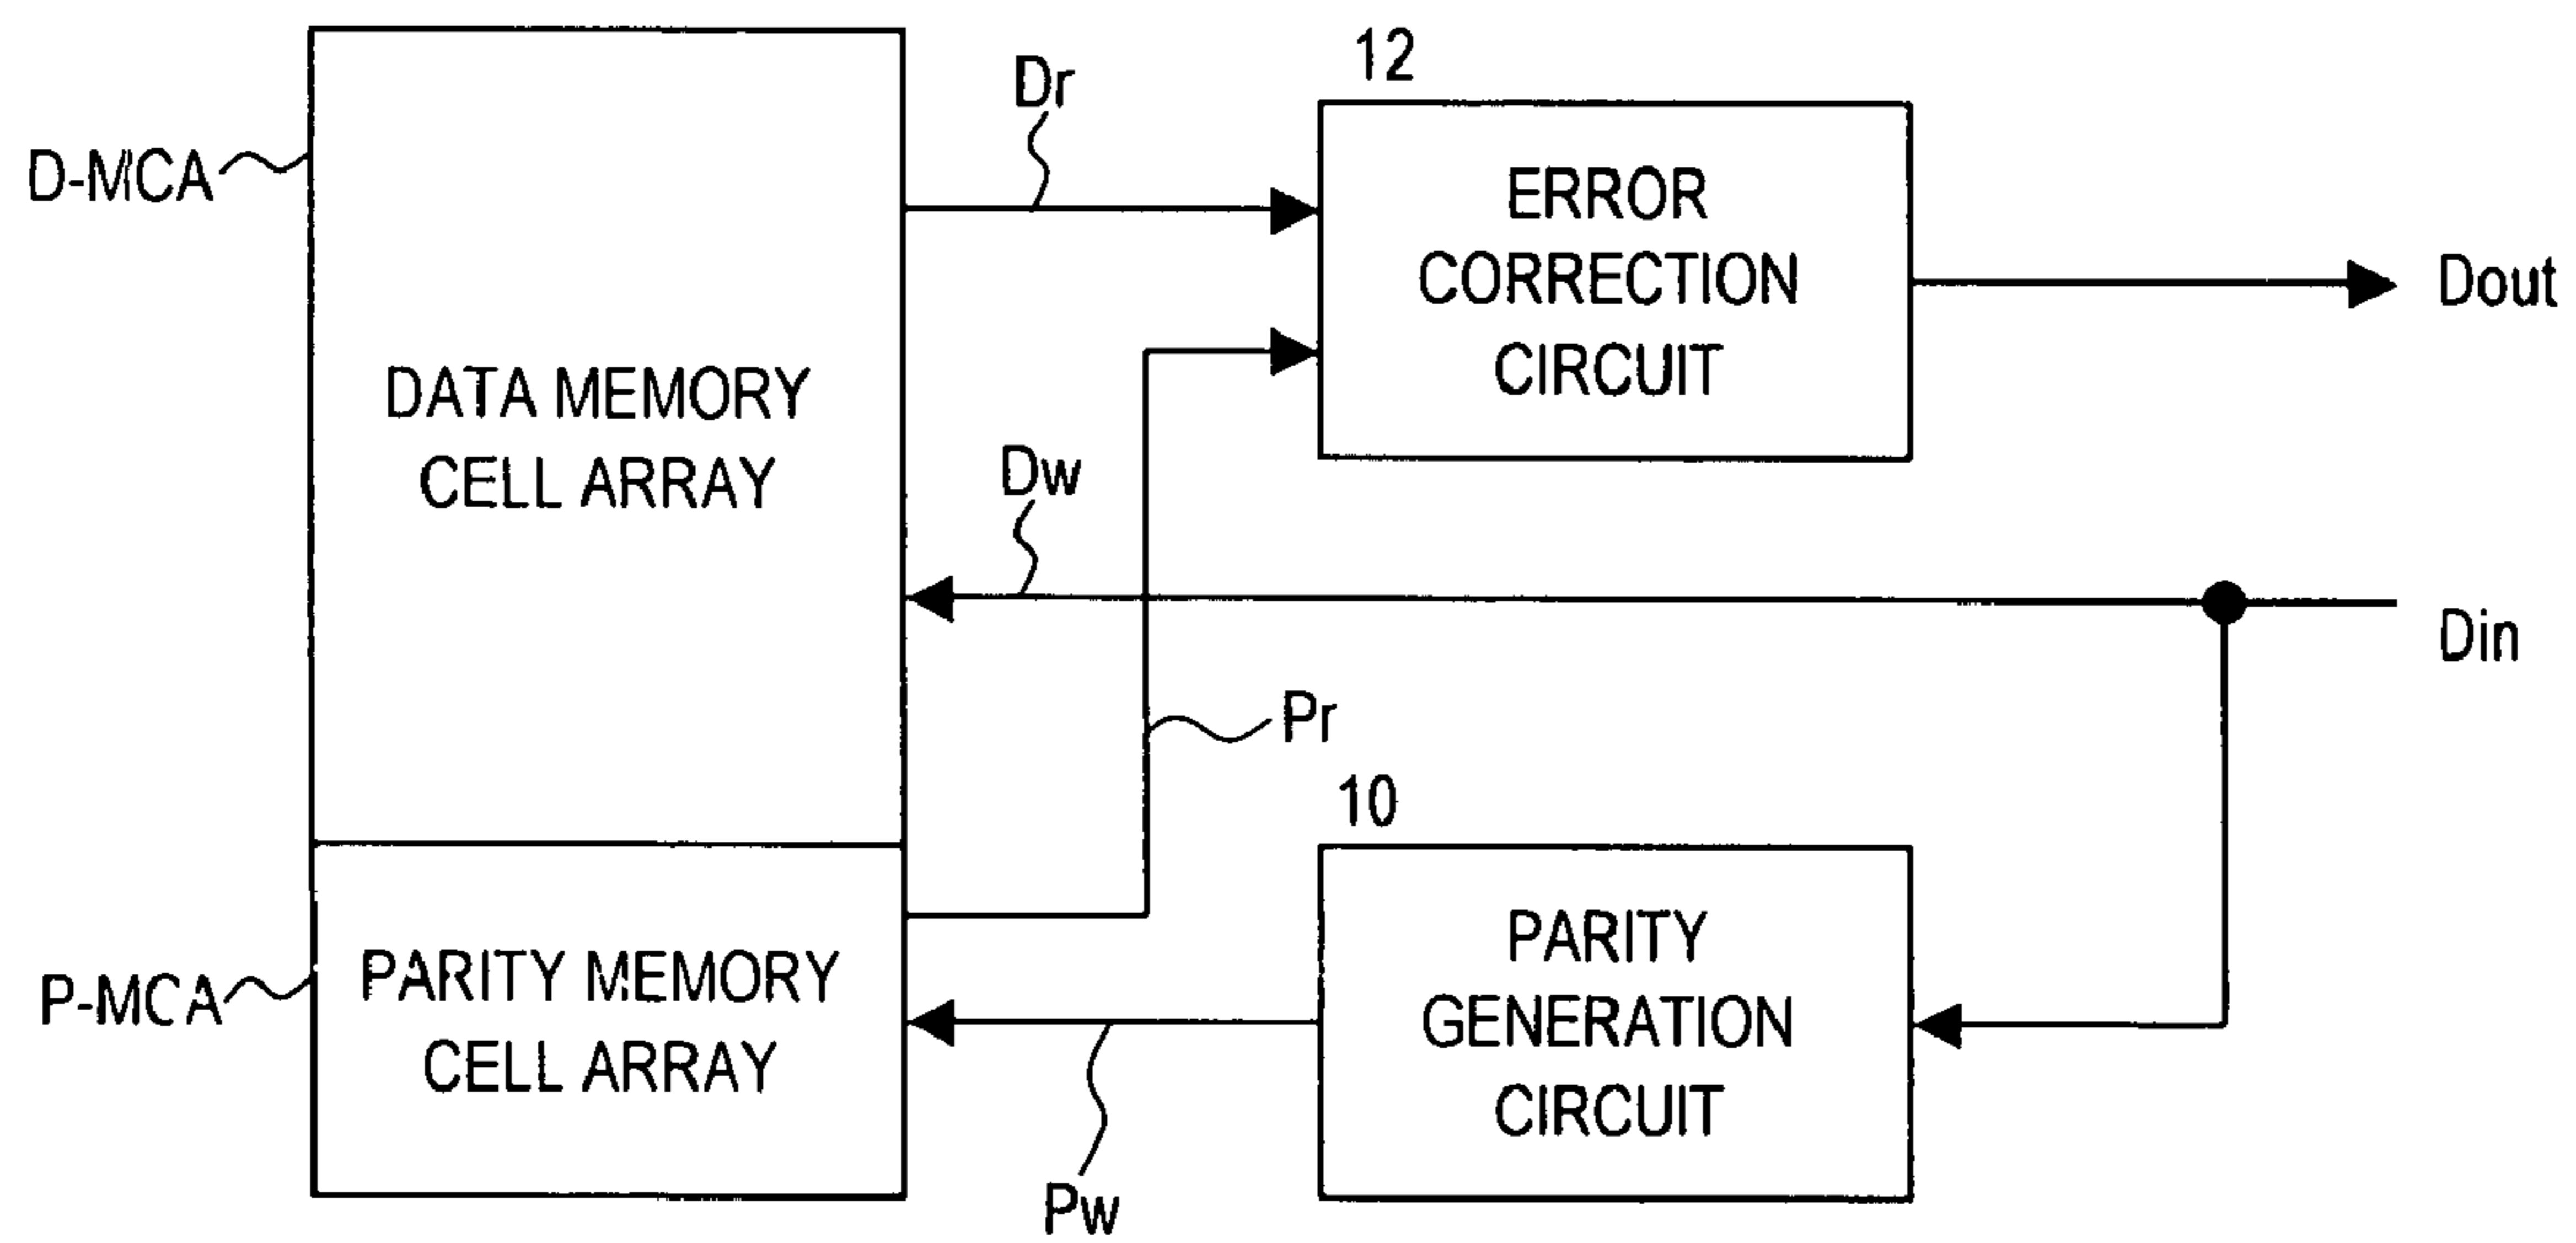 12
Dr
D-MCA
ERROR
CORRECTION
CIRCUIT
Dout
DATA MEMORY
CELL ARRAY
Dw
Din
Pr
10
PARITY
GENERATION
CIRCUIT
P-MCA
PARITY MEMORY
CELL ARRAY
Pw